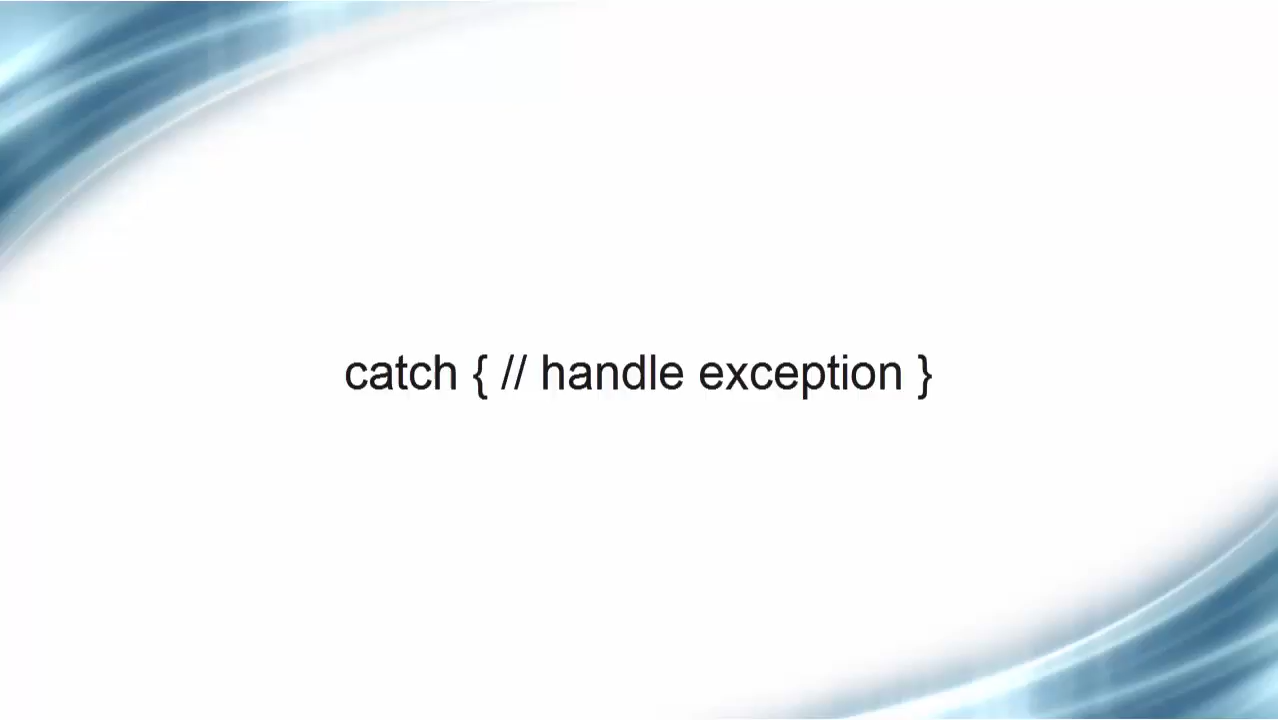 catch { // handle exception }